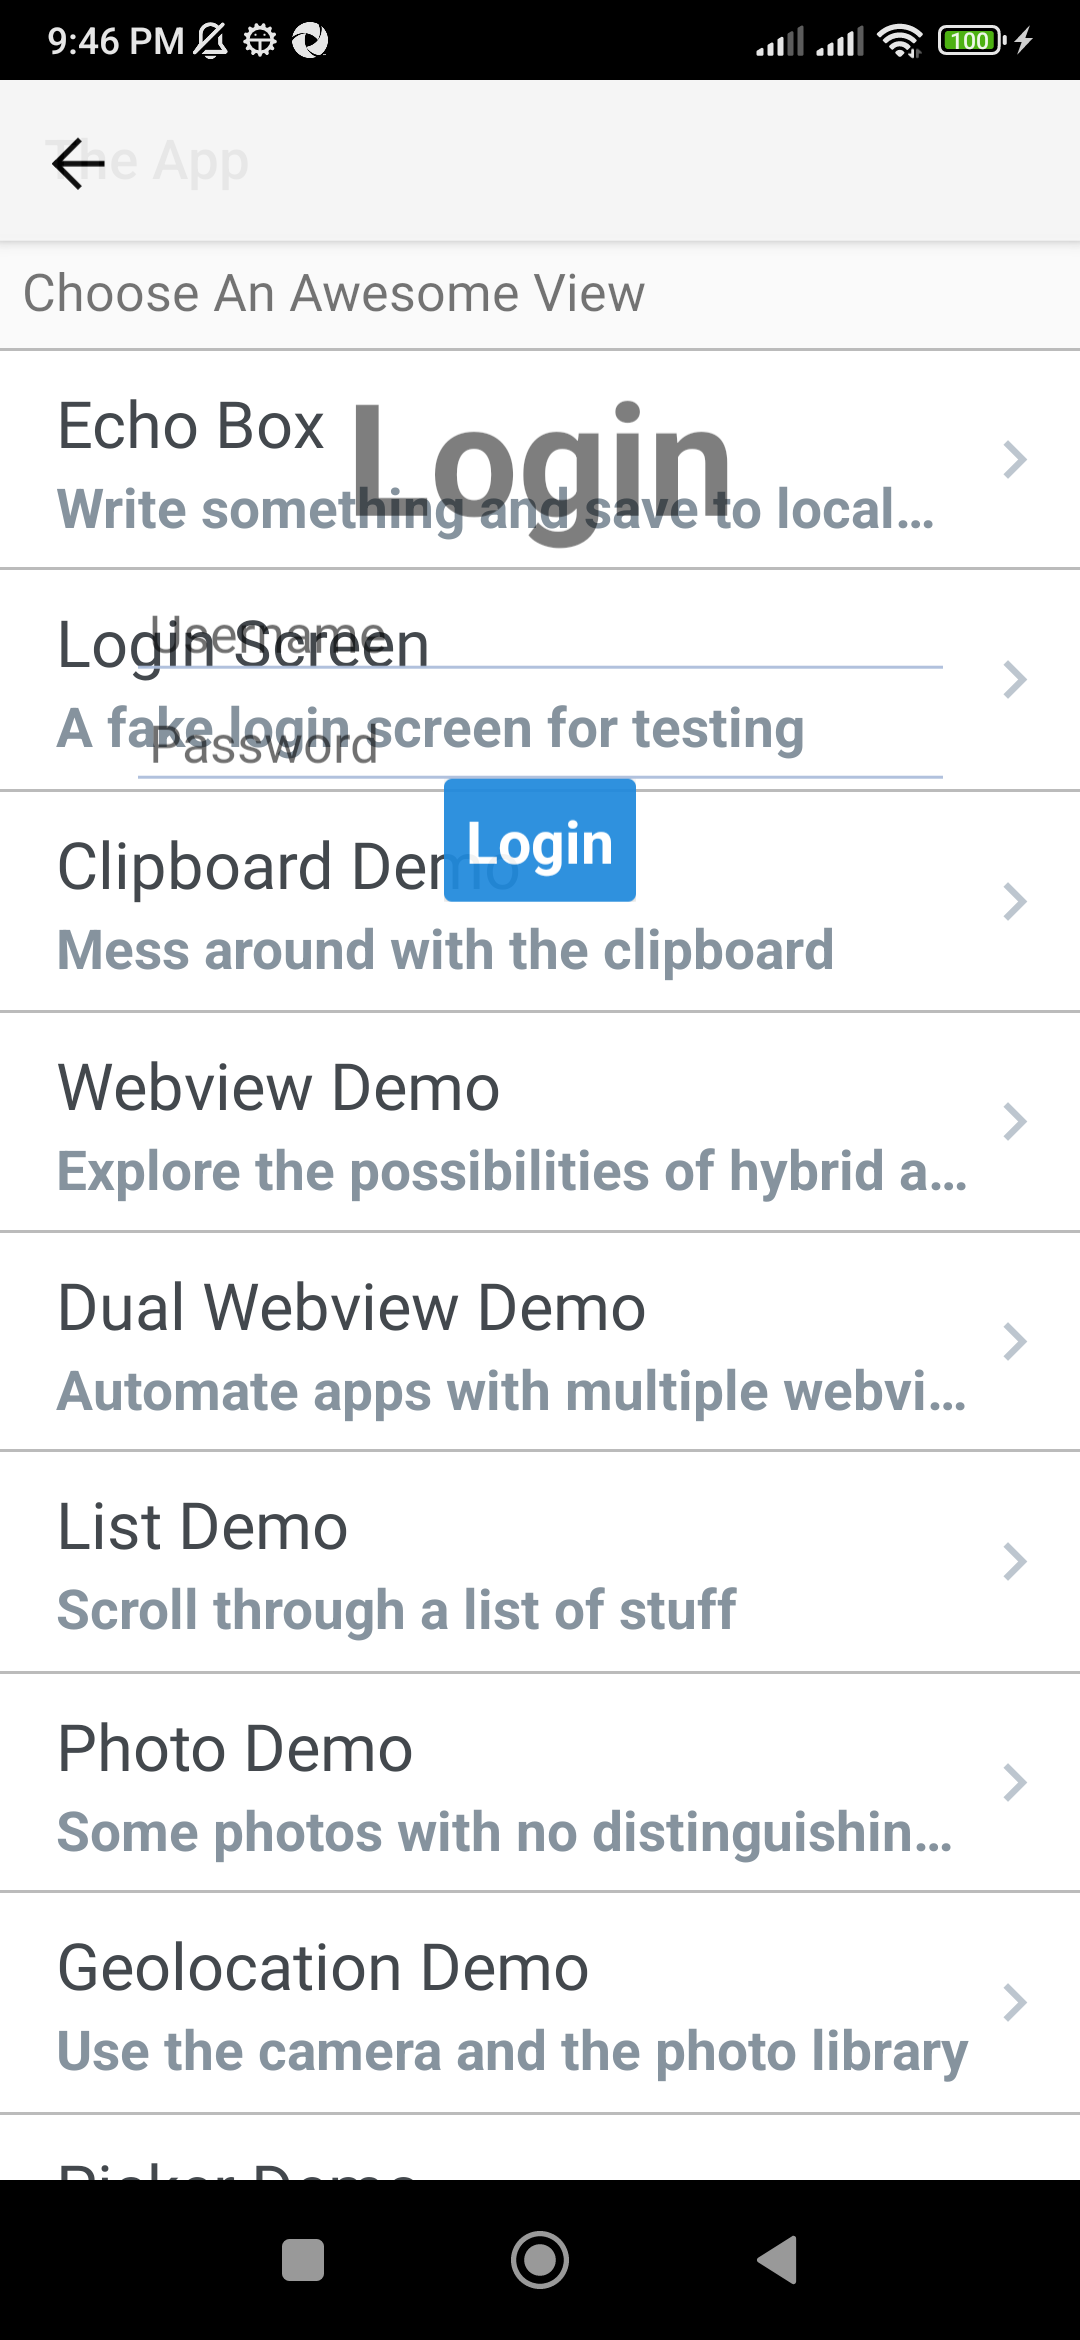 9:46 PM
100
The App
Choose An Awesome View
Echo Box
Login
Write something and save to local...
Login Screen
Username
A fake login screen for testing
Password
Login
Clipboard Demo
Mess around with the clipboard
Webview Demo
Explore the possibilities of hybrid a...
Dual Webview Demo
Automate apps with multiple webvi...
List Demo
Scroll through a list of stuff
Photo Demo
Some photos with no distinguishin...
Geolocation Demo
Use the camera and the photo library
Picker Demo